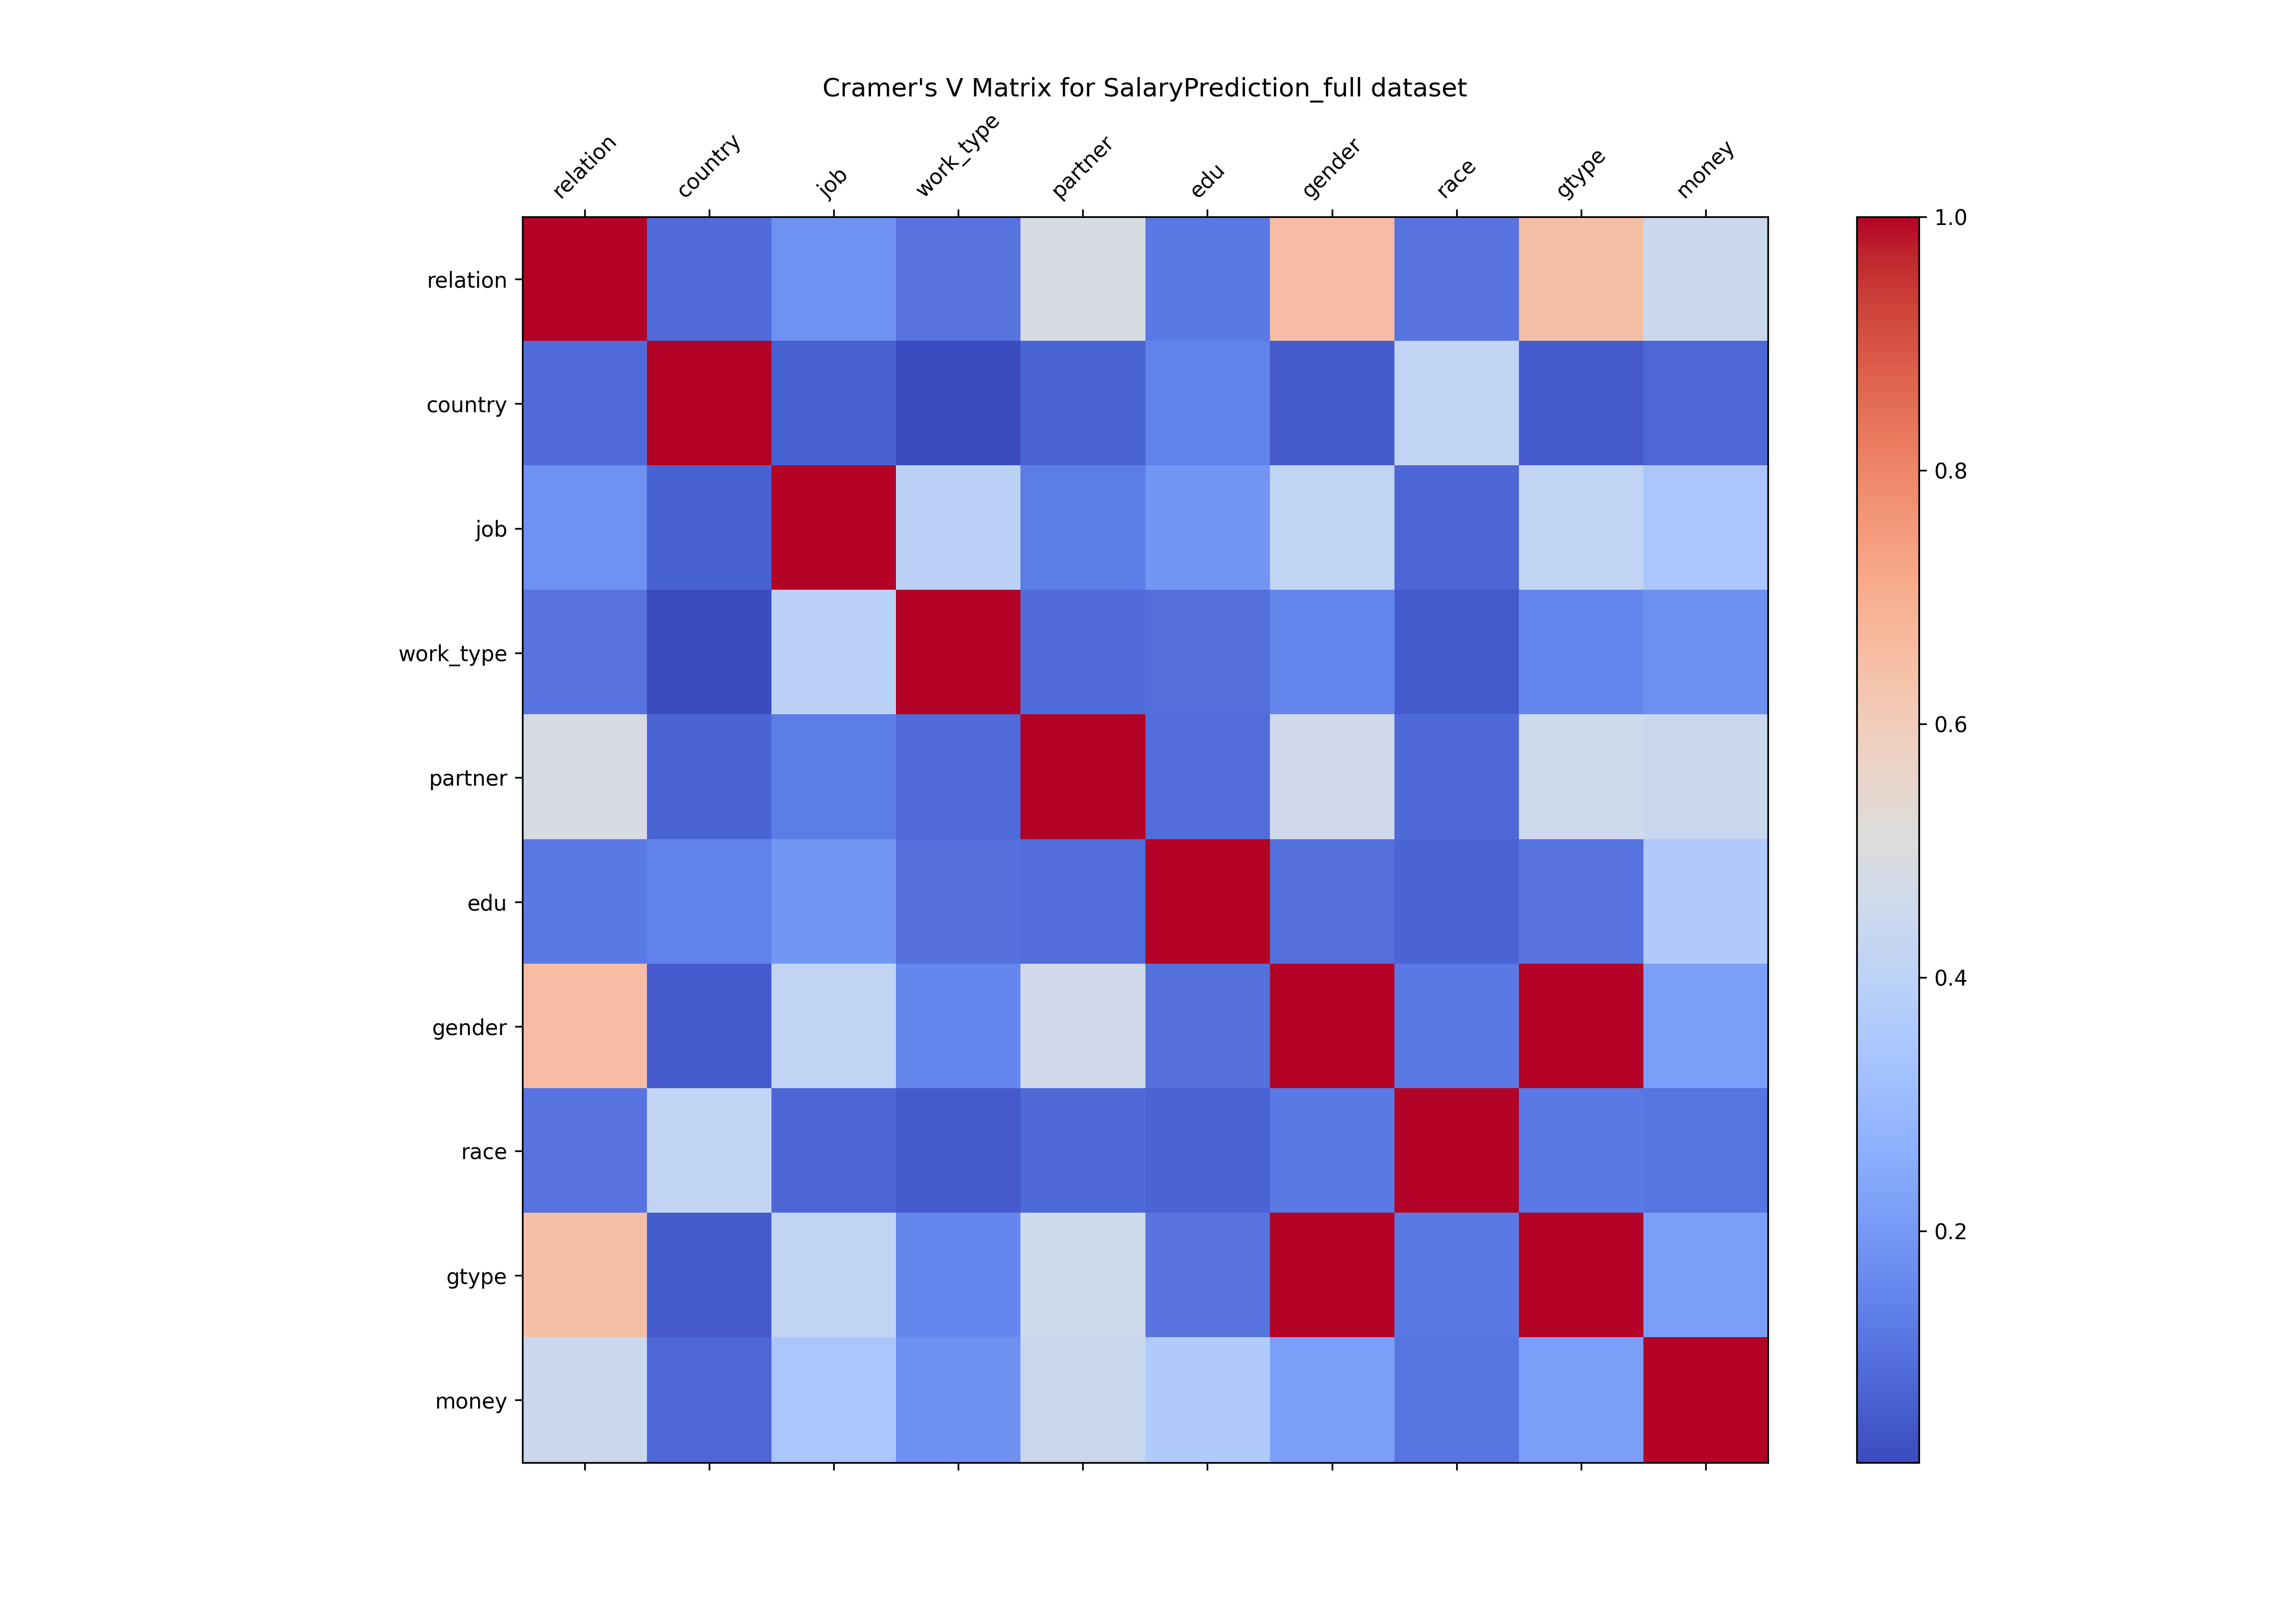 Cramer's V Matrix for SalaryPrediction_full dataset
relation
country
job
work_type
partner
edu
gender
race
gtype
money
relation
country
job
work_type
partner
edu
gender
race
gtype
money
1.0
0.8
0.6
0.4
0.2